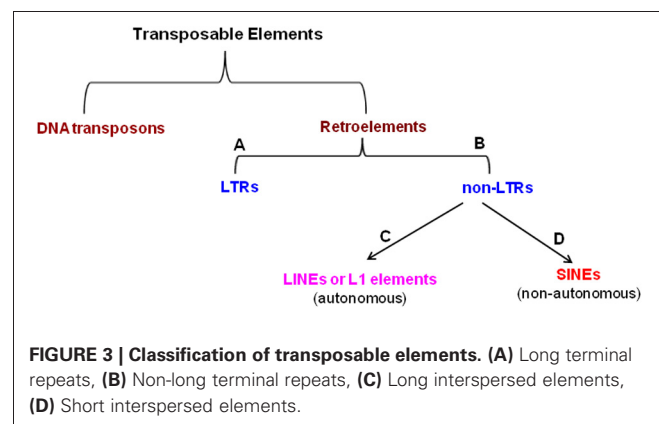 Transposable Elements
DNA transposons
Retroelements
A
B
LTRs
non-LTRs
C
D
LINEs or L1 elements
(autonomous)
SINEs
(non-autonomous)
FIGURE 3 | Classification of transposable elements. (A) Long terminal
repeats, (B) Non-long terminal repeats, (C) Long interspersed elements,
(D) Short interspersed elements.